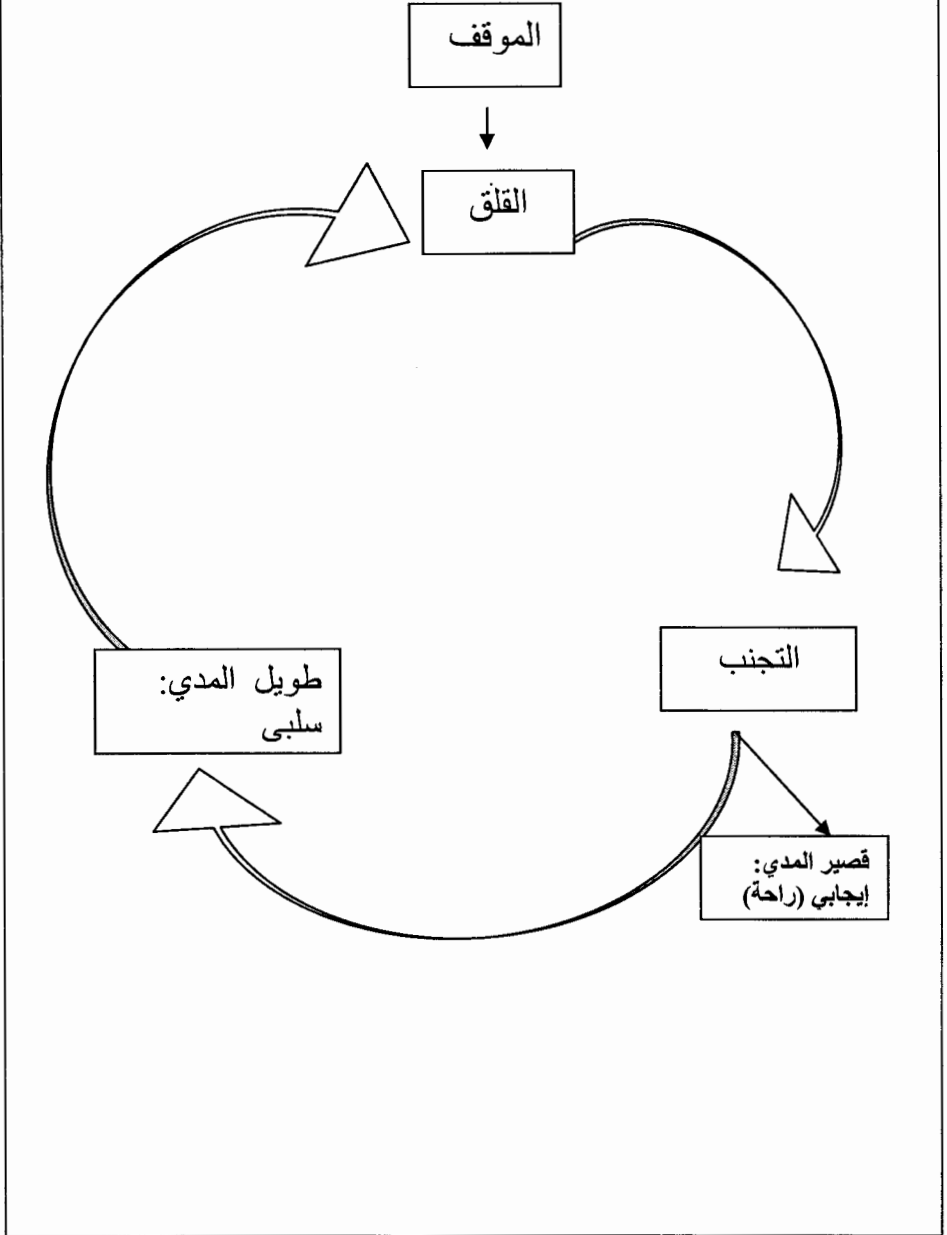 الموقف
القلق
التجنب
طويل المدي:
سلبى
قصير المدي:
إيجابي (راحة)